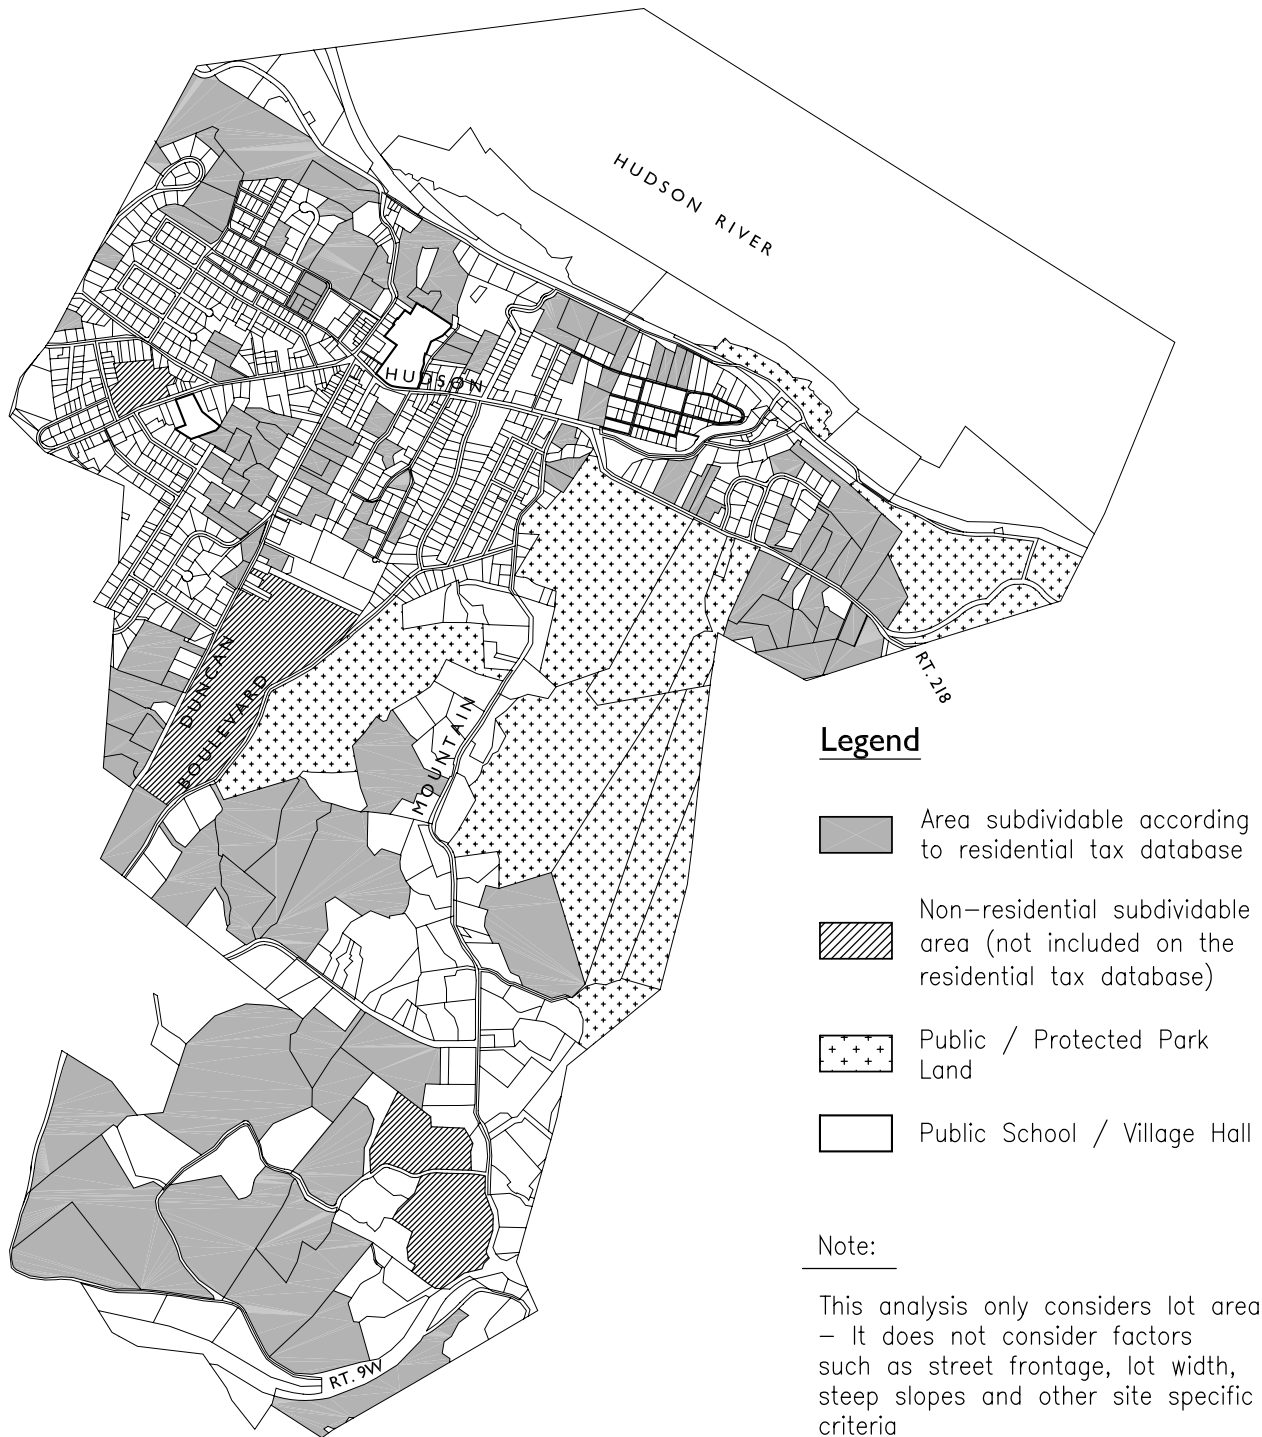 HUDSON RIVER
HUDSON
DUNCAN
BOULEVARD
MOUNTAIN
RT. 218
RT. 9W
Legend
Area subdividable according
to residential tax database
Non-residential subdividable
area (not included on the
residential tax database)
Public / Protected Park
Land
Public School / Village Hall
Note:
This analysis only considers lot area
- It does not consider factors
such as street frontage, lot width,
steep slopes and other site specific
criteria